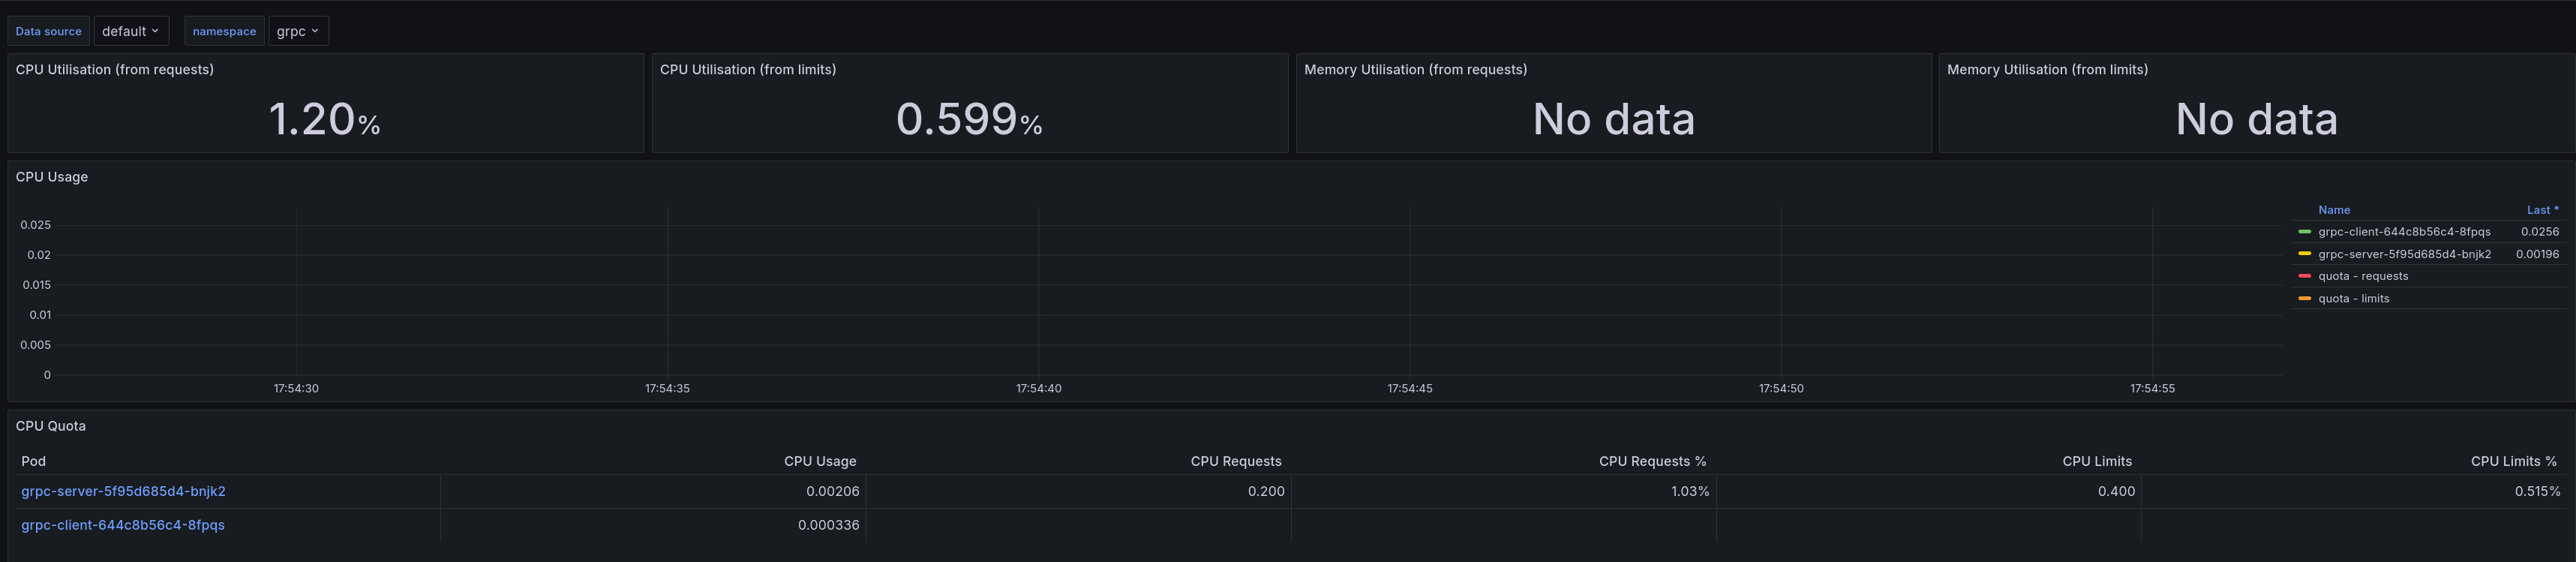 Data source default namespace grpc
CPU Utilisation (from requests) CPU Utilisation (from limits) Memory Utilisation (from requests) Memory Utilisation (from limits)
1.20% 0.599% No data No data
CPU Usage
Name Last *
0.025 grpc-client-644c8b56c4-8fpqs 0.0256
0.02 grpc-server-5f95d685d4-bnjk2 0.00196
0.015 quota - requests
quota - limits
0.01
0.005
0
17:54:30 17:54:35 17:54:40 17:54:45 17:54:50 17:54:55
CPU Quota
Pod CPU Usage CPU Requests CPU Requests % CPU Limits CPU Limits %
grpc-server-5f95d685d4-bnjk2 0.00206 0.200 1.03% 0.400 0.515%
grpc-client-644c8b56c4-8fpqs 0.000336